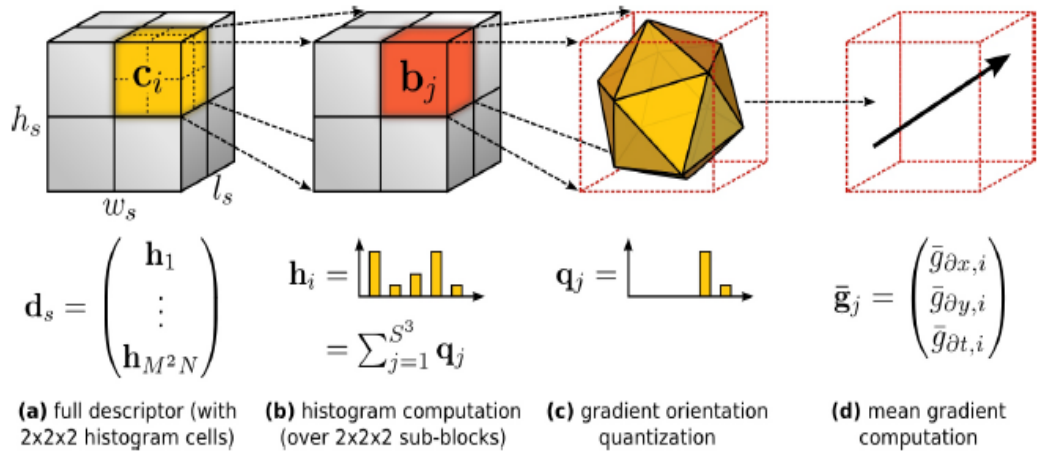 c_i
b_j
h_s
w_s
l_s
d_s = (h_1 ⋮ h_{M²N})
h_i =
= ∑_{j=1}^{S³} q_j
q_j =
ḡ_j = (ḡ_{∂x,i} ḡ_{∂y,i} ḡ_{∂t,i})
(a) full descriptor (with
2x2x2 histogram cells)
(b) histogram computation
(over 2x2x2 sub-blocks)
(c) gradient orientation
quantization
(d) mean gradient
computation